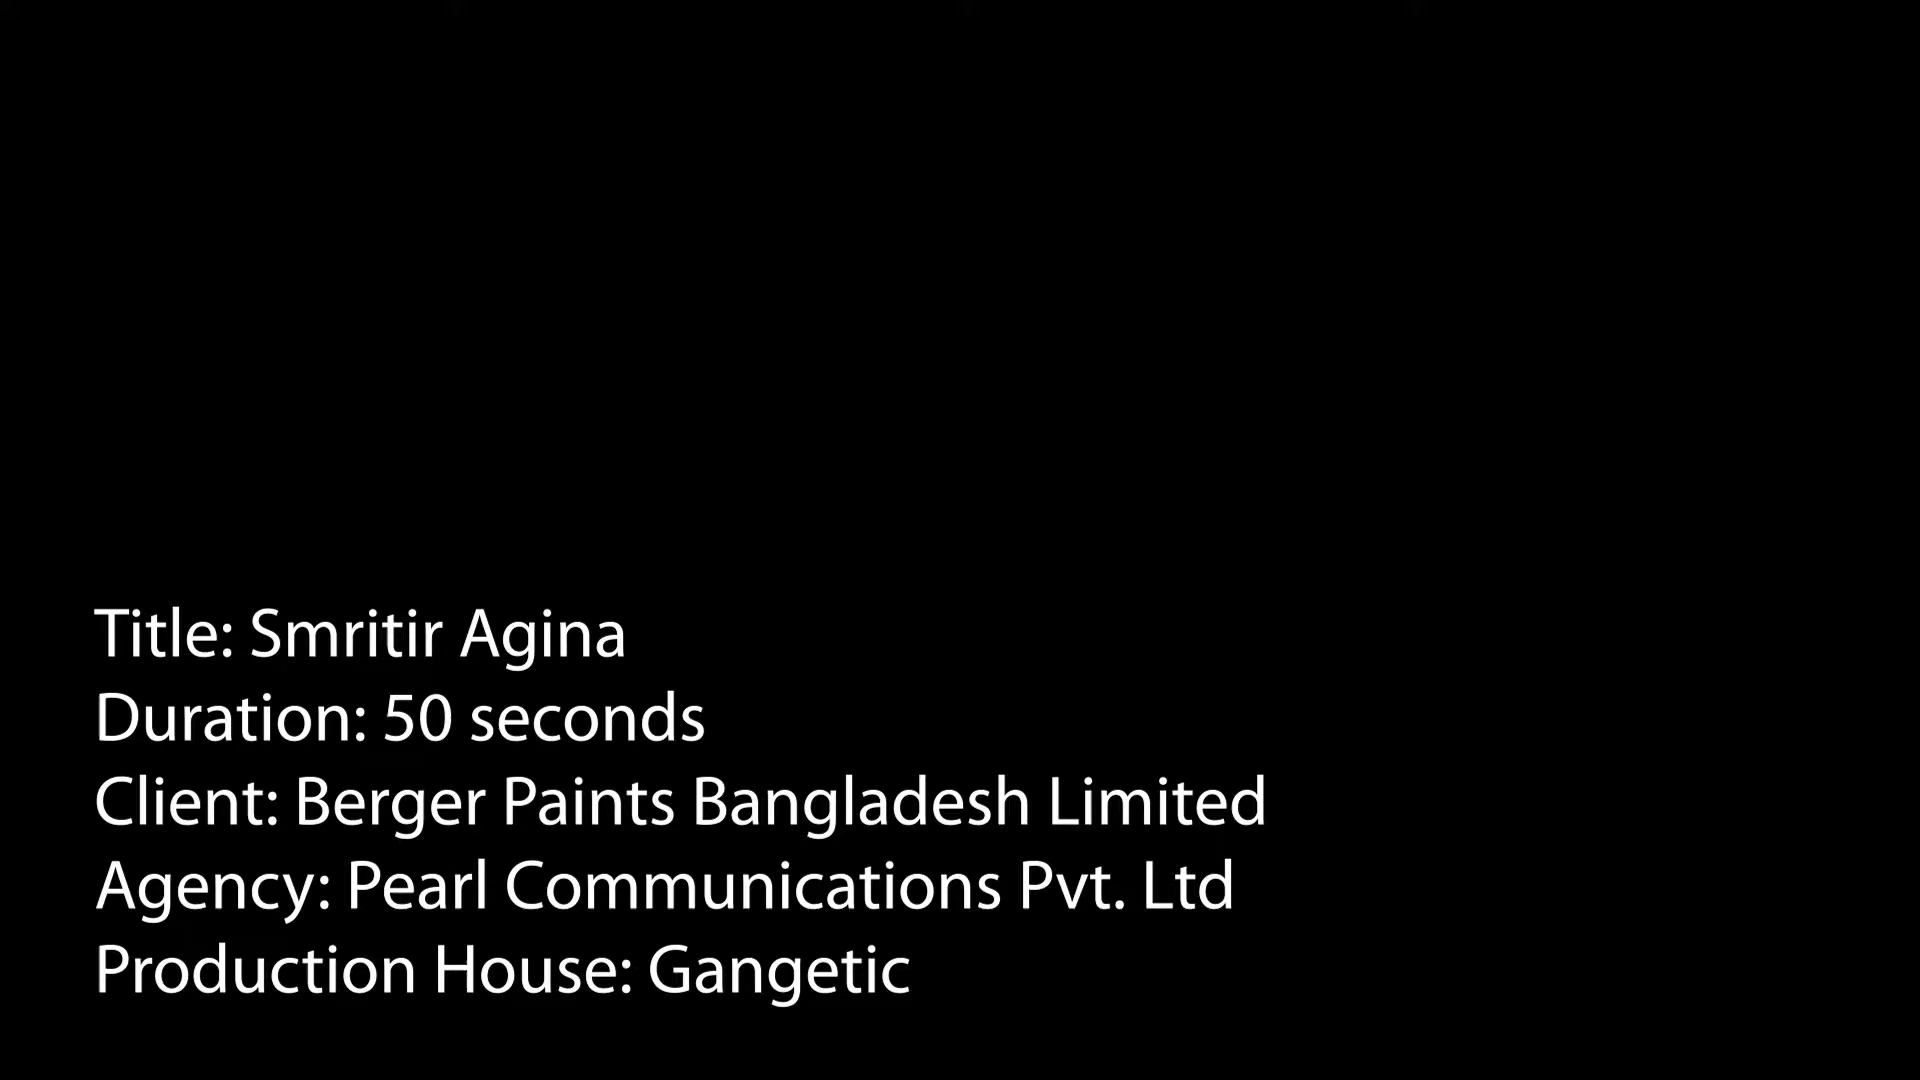 Title: Smritir Agina
Duration: 50 seconds
Client: Berger Paints Bangladesh Limited
Agency: Pearl Communications Pvt. Ltd
Production House: Gangetic